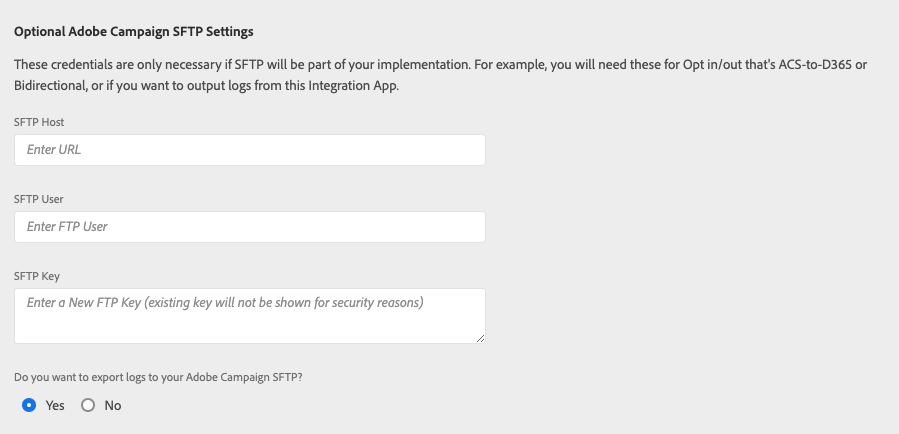 Optional Adobe Campaign SFTP Settings
These credentials are only necessary if SFTP will be part of your implementation. For example, you will need these for Opt in/out that's ACS-to-D365 or
Bidirectional, or if you want to output logs from this Integration App.
SFTP Host
Enter URL
SFTP User
Enter FTP User
SFTP Key
Enter a New FTP Key (existing key will not be shown for security reasons)
Do you want to export logs to your Adobe Campaign SFTP?
Yes No